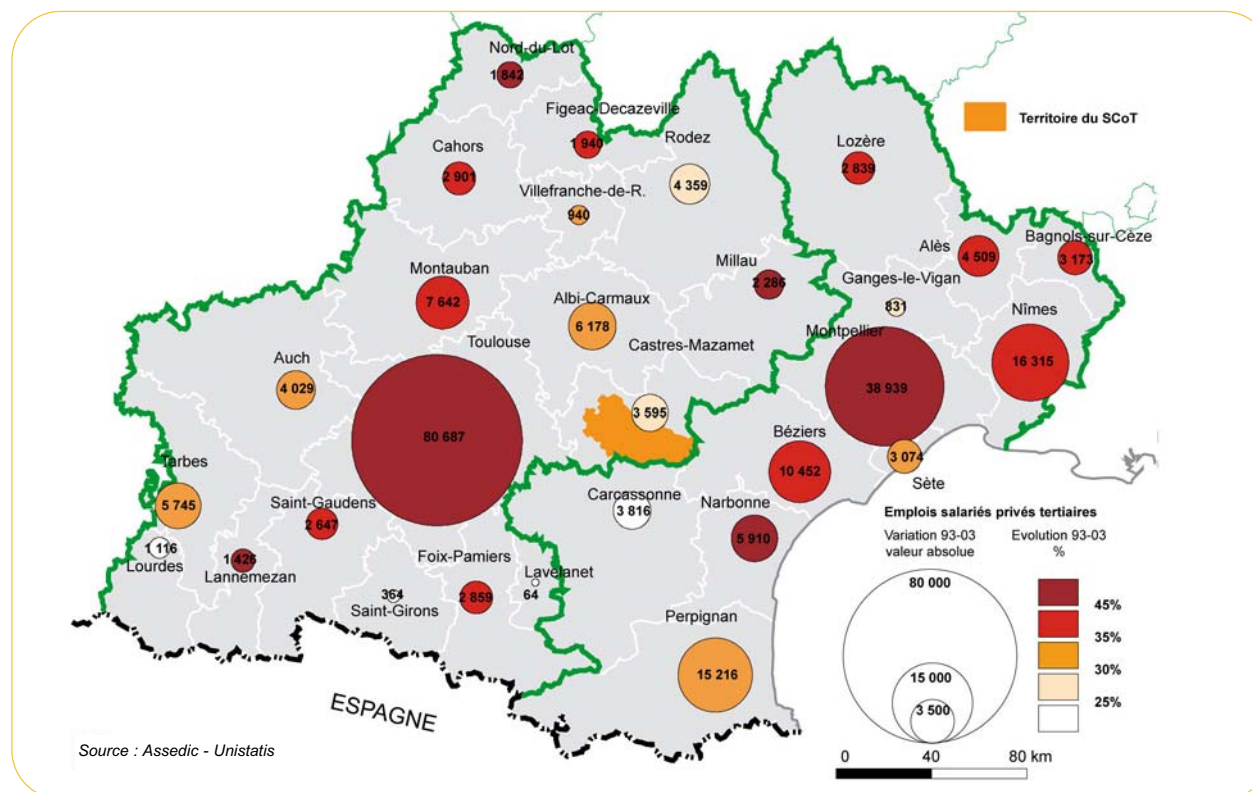 Nord-du-Lot
1 842
Figeac-Decazeville
1 940
Rodez
4 359
Cahors
2 901
Villefranche-de-R.
940
Territoire du SCoT
Lozère
2 839
Alès
4 509
Bagnols-sur-Cèze
3 173
Millau
2 286
Ganges-le-Vigan
831
Nîmes
16 315
Montauban
7 642
Albi-Carmaux
6 178
Montpellier
38 939
Toulouse
80 687
Castres-Mazamet
3 595
Auch
4 029
Béziers
10 452
3 074
Sète
Tarbes
5 745
Saint-Gaudens
2 647
Carcassonne
3 816
Narbonne
5 910
1 116
Lourdes
1 426
Lannemezan
364
Saint-Girons
Foix-Pamiers
2 859
Lavelanet
64
Perpignan
15 216
ESPAGNE
Emplois salariés privés tertiaires
Variation 93-03
valeur absolue
80 000
15 000
3 500
Evolution 93-03
%
45%
35%
30%
25%
0 40 80 km
Source : Assedic - Unistatis